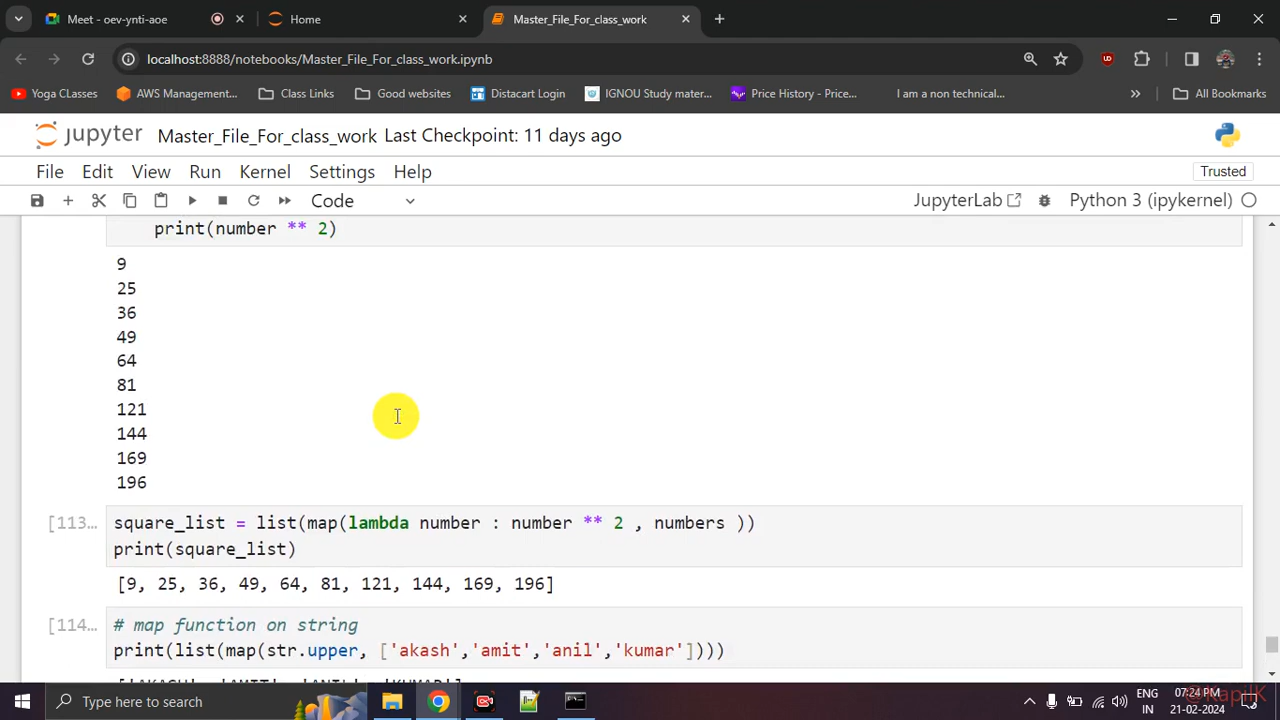 Meet - oev-ynti-aoe
Home
Master_File_For_class_work
localhost:8888/notebooks/Master_File_For_class_work.ipynb
Yoga CLasses
AWS Management...
Class Links
Good websites
Distacart Login
IGNOU Study mater...
Price History - Price...
I am a non technical...
All Bookmarks
jupyter Master_File_For_class_work Last Checkpoint: 11 days ago
File Edit View Run Kernel Settings Help
Trusted
Code
JupyterLab
Python 3 (ipykernel)
print(number ** 2)
9
25
36
49
64
81
121
144
169
196
[113... square_list = list(map(lambda number : number ** 2 , numbers ))
print(square_list)
[9, 25, 36, 49, 64, 81, 121, 144, 169, 196]
[114... # map function on string
print(list(map(str.upper, ['akash','amit','anil','kumar'])))
['AKASH', 'AMIT', 'ANIL', 'KUMAR']
Type here to search
ENG
IN
07:24 PM
21-02-2024
@KapilK